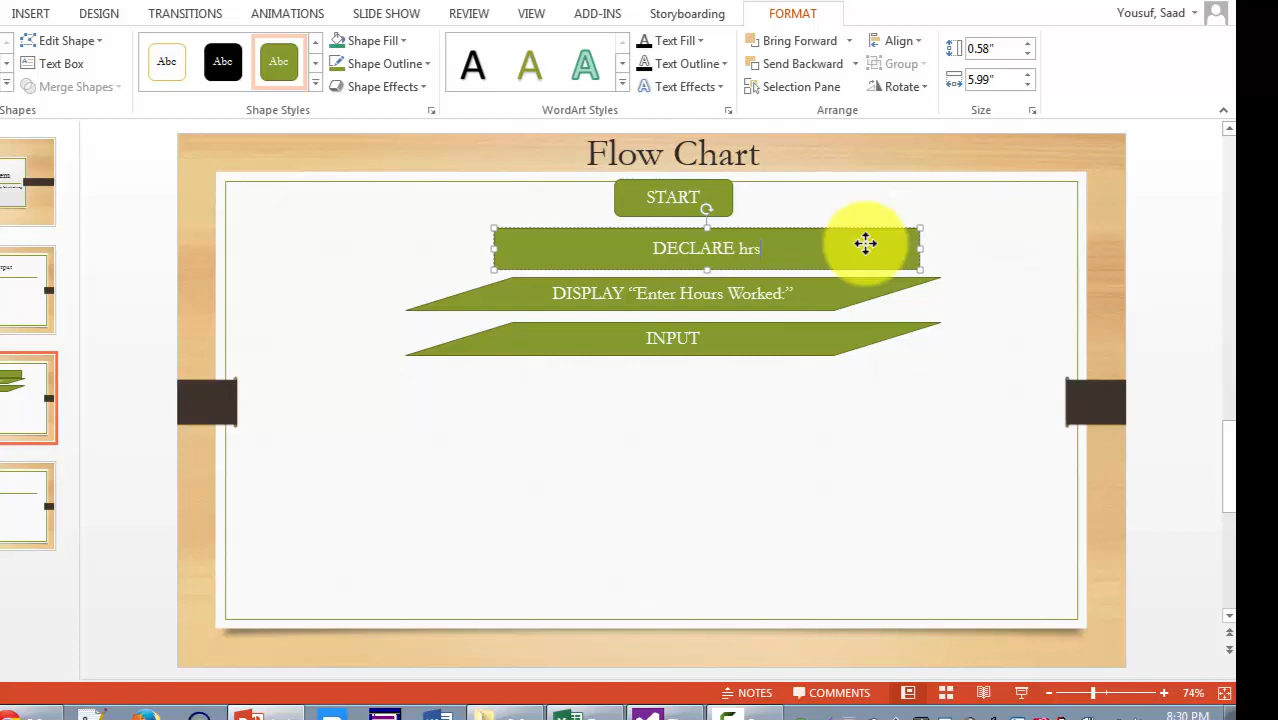 INSERT DESIGN TRANSITIONS ANIMATIONS SLIDE SHOW REVIEW VIEW ADD-INS Storyboarding FORMAT Yousuf, Saad
Edit Shape
Text Box
Merge Shapes
Abc Abc Abc
Shape Fill
Shape Outline
Shape Effects
A A A
Text Fill
Text Outline
Text Effects
Bring Forward
Send Backward
Selection Pane
Align
Group
Rotate
0.58"
5.99"
Shapes Shape Styles WordArt Styles Arrange Size
Flow Chart
START
DECLARE hrs
DISPLAY “Enter Hours Worked:”
INPUT
NOTES COMMENTS 74%
8:30 PM